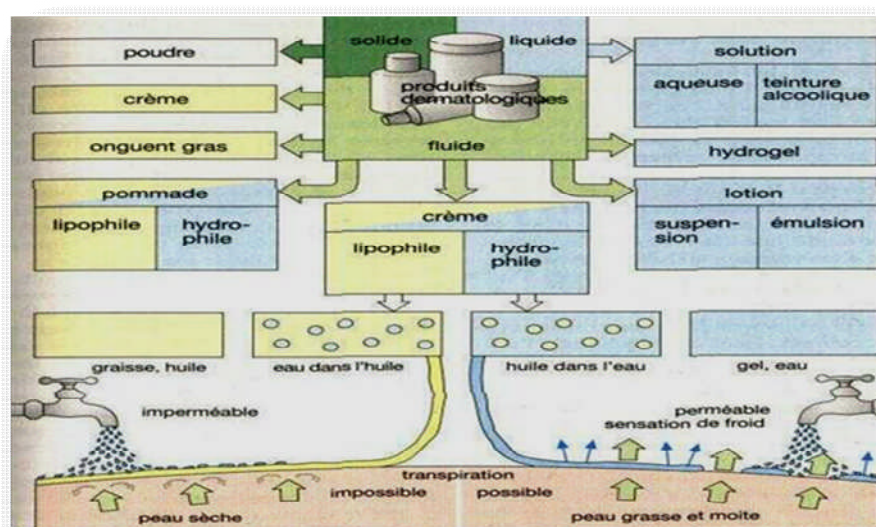 solide
liquide
produits
dermatologiques
fluide
poudre
crème
onguent gras
pommade
lipophile
hydro-
phile
crème
lipophile
hydro-
phile
solution
aqueuse
teinture
alcoolique
hydrogel
lotion
suspen-
sion
émulsion
graisse, huile
eau dans l'huile
huile dans l'eau
gel, eau
imperméable
perméable
sensation de froid
transpiration
impossible
possible
peau sèche
peau grasse et moite